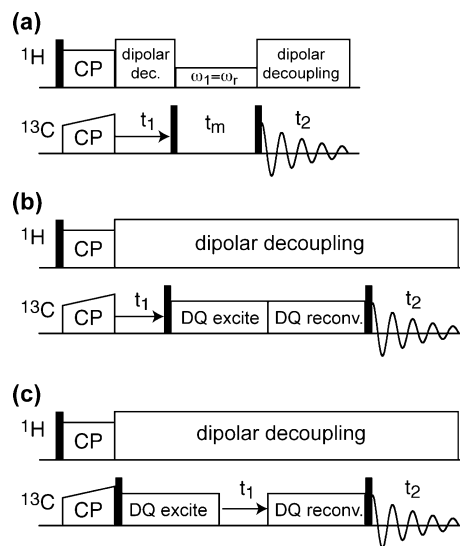 (a)
¹H CP dipolar dec. ω₁=ωᵣ dipolar decoupling
¹³C CP t₁ tₘ t₂
(b)
¹H CP dipolar decoupling
¹³C CP t₁ DQ excite DQ reconv. t₂
(c)
¹H CP dipolar decoupling
¹³C CP DQ excite t₁ DQ reconv. t₂